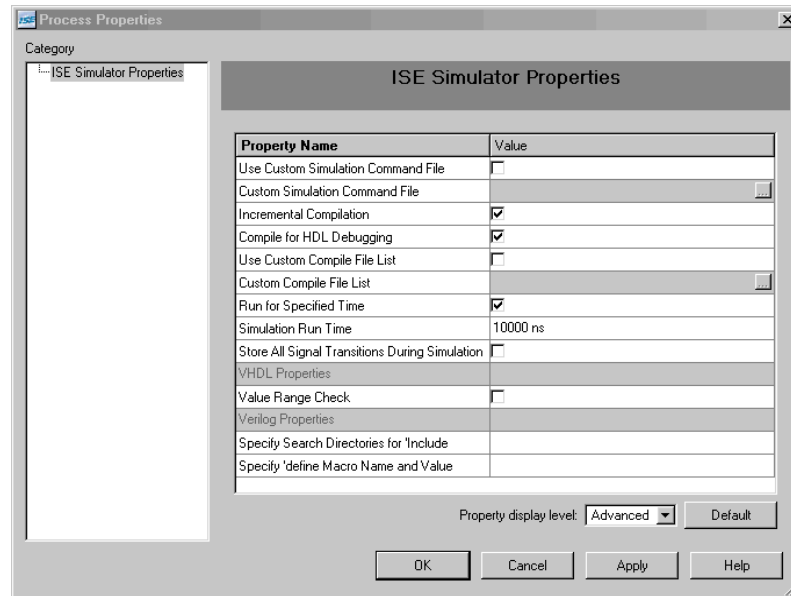 ISE Process Properties
Category
ISE Simulator Properties
ISE Simulator Properties
Property Name Value
Use Custom Simulation Command File
Custom Simulation Command File ...
Incremental Compilation
Compile for HDL Debugging
Use Custom Compile File List
Custom Compile File List ...
Run for Specified Time
Simulation Run Time 10000 ns
Store All Signal Transitions During Simulation
VHDL Properties
Value Range Check
Verilog Properties
Specify Search Directories for 'Include
Specify 'define Macro Name and Value
Property display level: Advanced Default
OK Cancel Apply Help